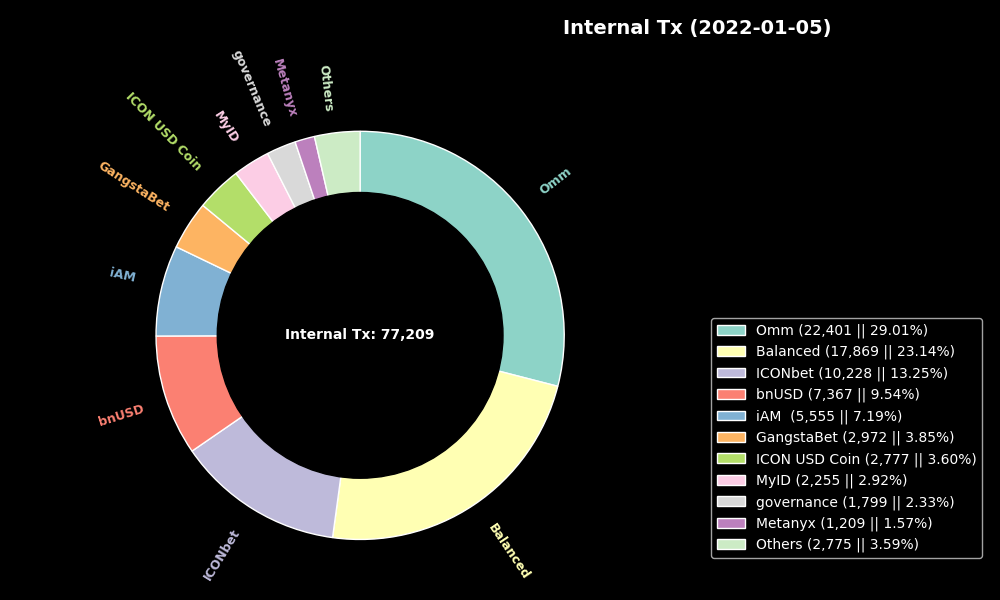 Internal Tx (2022-01-05)
Others
Metanyx
governance
MyID
ICON USD Coin
GangstaBet
iAM
bnUSD
ICONbet
Balanced
Omm
Internal Tx: 77,209
Omm (22,401 || 29.01%)
Balanced (17,869 || 23.14%)
ICONbet (10,228 || 13.25%)
bnUSD (7,367 || 9.54%)
iAM  (5,555 || 7.19%)
GangstaBet (2,972 || 3.85%)
ICON USD Coin (2,777 || 3.60%)
MyID (2,255 || 2.92%)
governance (1,799 || 2.33%)
Metanyx (1,209 || 1.57%)
Others (2,775 || 3.59%)